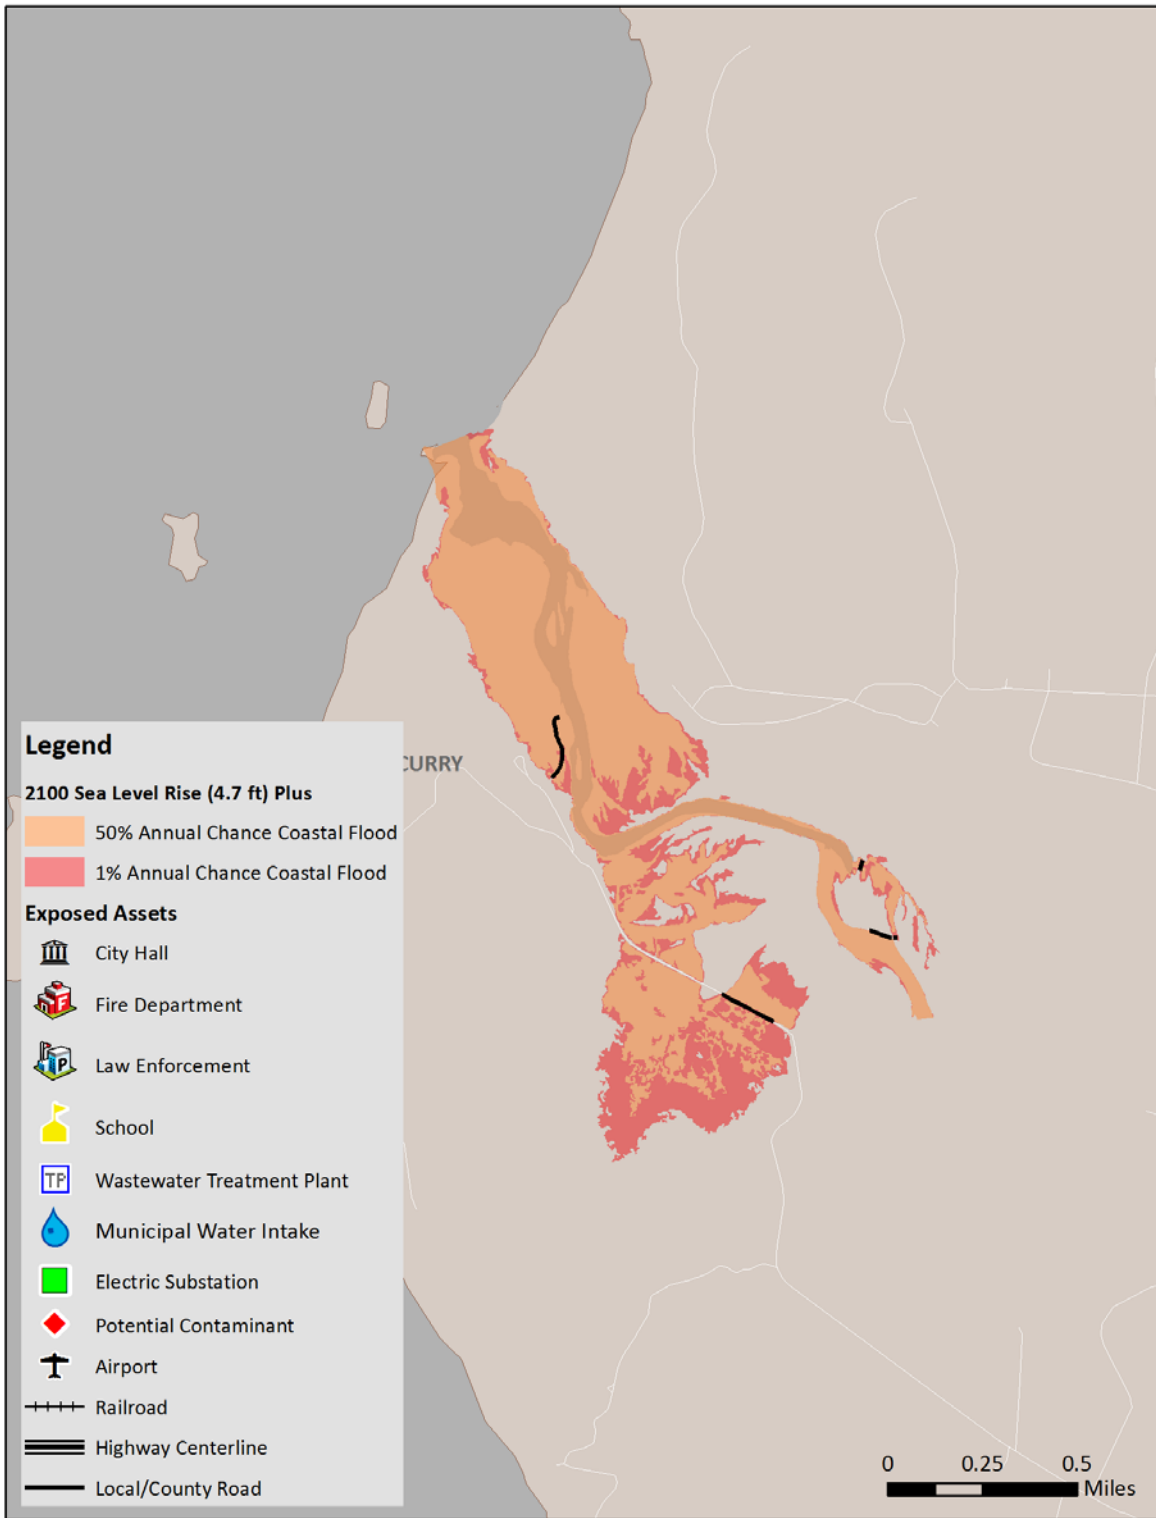 Legend
2100 Sea Level Rise (4.7 ft) Plus
50% Annual Chance Coastal Flood
1% Annual Chance Coastal Flood
Exposed Assets
City Hall
F
Fire Department
P
Law Enforcement
School
TP
Wastewater Treatment Plant
Municipal Water Intake
Electric Substation
Potential Contaminant
Airport
Railroad
Highway Centerline
Local/County Road
CURRY
0 0.25 0.5
Miles